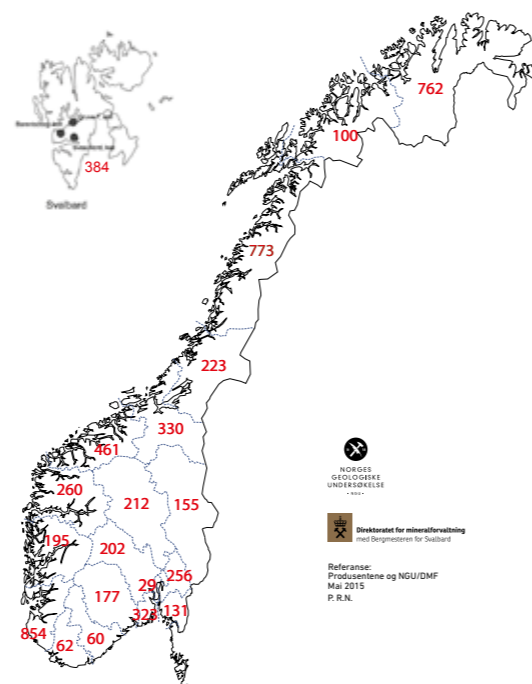 762
100
384
Svalbard
773
223
330
461
260
212
155
195
202
29
256
177
323
131
854
62
60
NORGES
GEOLOGISKE
UNDERSØKELSE
- NGU -
Direktoratet for mineralforvaltning
med Bergmesteren for Svalbard
Referanse:
Produsentene og NGU/DMF
Mai 2015
P. R.N.